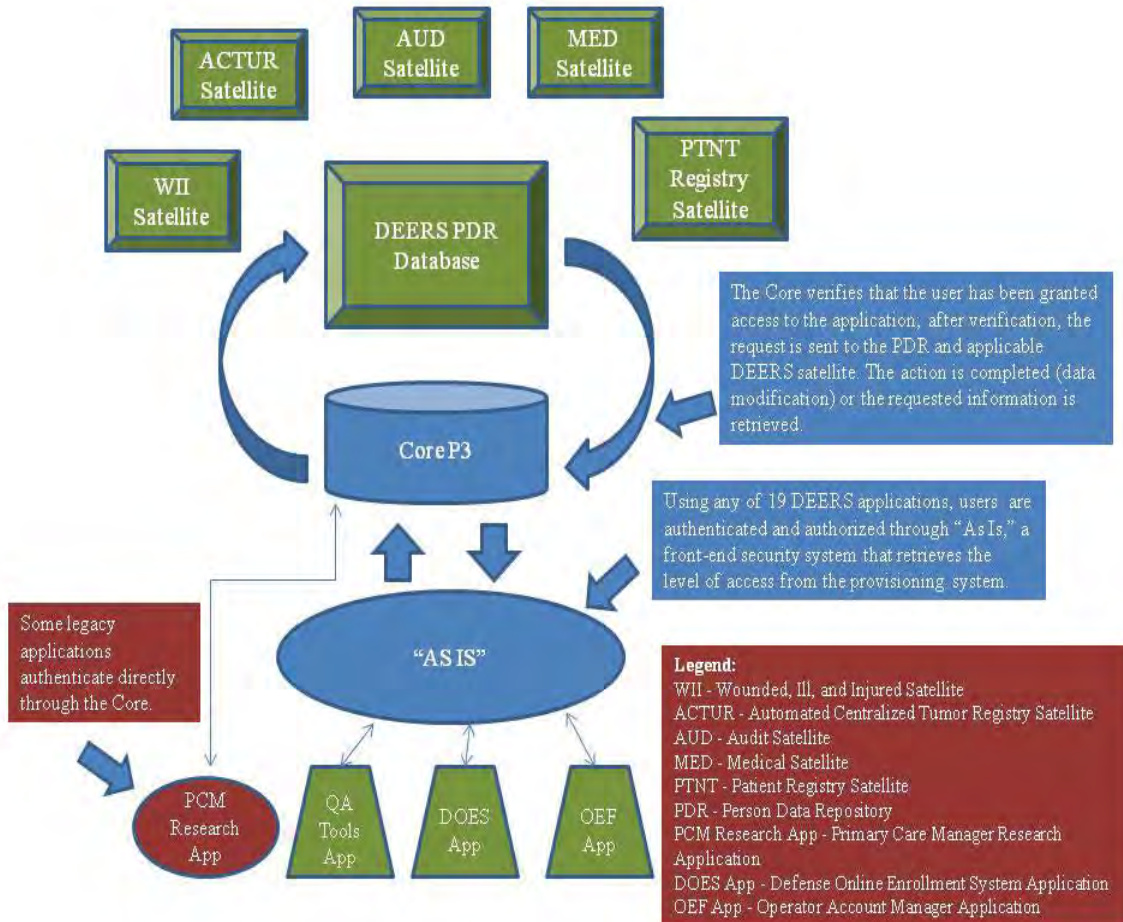 ACTUR
Satellite
AUD
Satellite
MED
Satellite
WII
Satellite
PTNT
Registry
Satellite
DEERS PDR
Database
The Core verifies that the user has been granted
access to the application, after verification, the
request is sent to the PDR and applicable
DEERS satellite. The action is completed (data
modification) or the requested information is
retrieved.
Core P3
Using any of 19 DEERS applications, users are
authenticated and authorized through “As Is,” a
front-end security system that retrieves the
level of access from the provisioning system.
Some legacy
applications
authenticate directly
through the Core.
“AS IS”
PCM
Research
App
QA
Tools
App
DOES
App
OEF
App
Legend:
WII - Wounded, Ill, and Injured Satellite
ACTUR - Automated Centralized Tumor Registry Satellite
AUD - Audit Satellite
MED - Medical Satellite
PTNT - Patient Registry Satellite
PDR - Person Data Repository
PCM Research App - Primary Care Manager Research
Application
DOES App - Defense Online Enrollment System Application
OEF App - Operator Account Manager Application